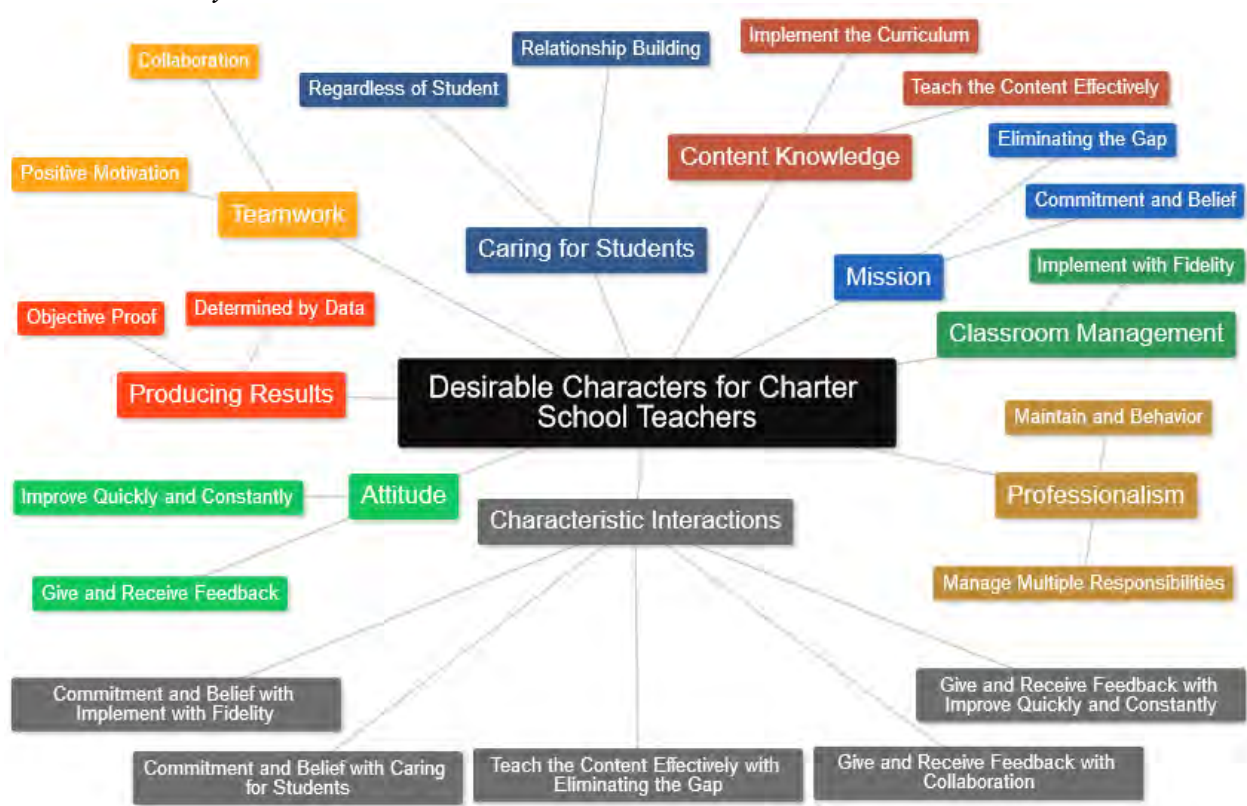 Implement the Curriculum
Relationship Building
Collaboration
Regardless of Student
Teach the Content Effectively
Eliminating the Gap
Content Knowledge
Positive Motivation
Commitment and Belief
Teamwork
Caring for Students
Implement with Fidelity
Mission
Determined by Data
Objective Proof
Classroom Management
Producing Results
Desirable Characters for Charter
School Teachers
Maintain and Behavior
Improve Quickly and Constantly
Attitude
Professionalism
Characteristic Interactions
Give and Receive Feedback
Manage Multiple Responsibilities
Commitment and Belief with
Implement with Fidelity
Give and Receive Feedback with
Improve Quickly and Constantly
Commitment and Belief with Caring
for Students
Teach the Content Effectively with
Eliminating the Gap
Give and Receive Feedback with
Collaboration